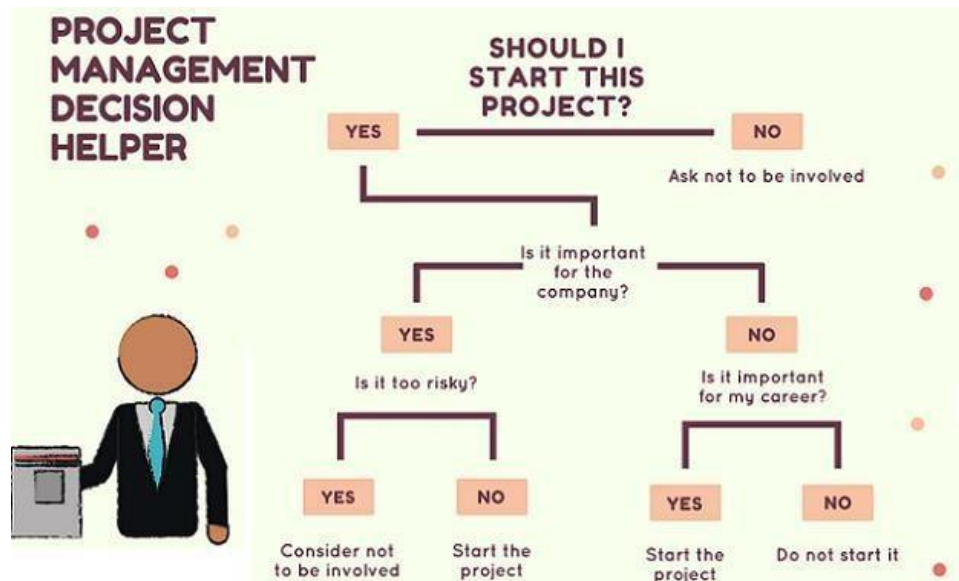 PROJECT
MANAGEMENT
DECISION
HELPER
SHOULD I
START THIS
PROJECT?
YES
NO
Ask not to be involved
Is it important
for the
company?
YES
NO
Is it too risky?
Is it important
for my career?
YES
NO
YES
NO
Consider not
to be involved
Start the
project
Start the
project
Do not start it